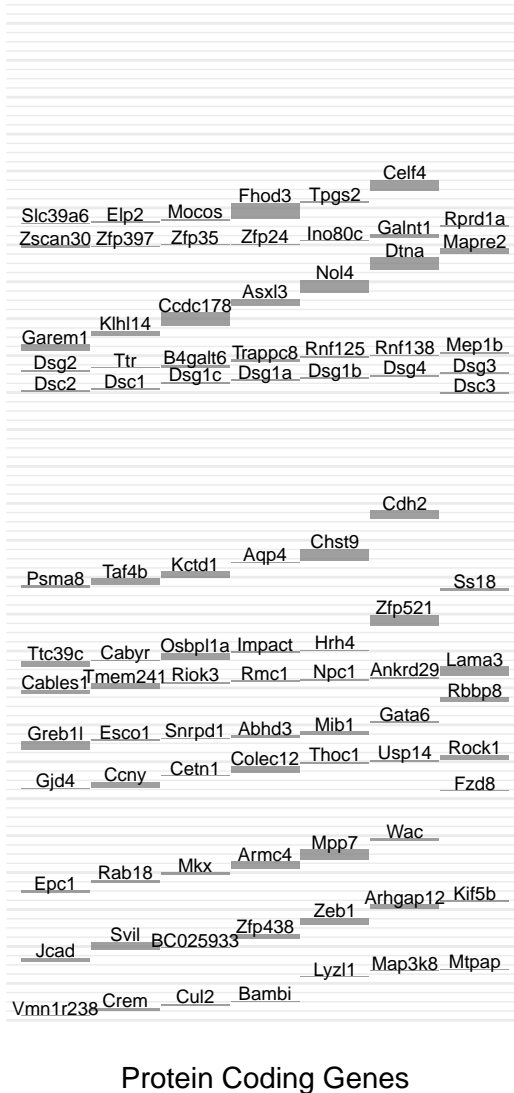 Celf4
Fhod3 Tpgs2
Slc39a6 Elp2 Mocos Rprd1a
Zscan30 Zfp397 Zfp35 Zfp24 Ino80c Galnt1 Mapre2
Dtna
Nol4
Asxl3
Ccdc178
Klhl14
Garem1
Dsg2 Ttr B4galt6 Trappc8 Rnf125 Rnf138 Mep1b
Dsc2 Dsc1 Dsg1c Dsg1a Dsg1b Dsg4 Dsg3
Dsc3
Cdh2
Chst9
Aqp4
Psma8 Taf4b Kctd1 Ss18
Zfp521
Ttc39c Cabyr Osbpl1a Impact Hrh4
Cables1 Tmem241 Riok3 Rmc1 Npc1 Ankrd29 Lama3
Rbbp8
Gata6
Greb1l Esco1 Snrpd1 Abhd3 Mib1
Gjd4 Ccny Cetn1 Colec12 Thoc1 Usp14 Rock1
Fzd8
Wac
Mpp7
Armc4
Epc1 Rab18 Mkx
Arhgap12 Kif5b
Zeb1
Jcad Svil BC025933 Zfp438
Lyzl1 Map3k8 Mtpap
Vmn1r238 Crem Cul2 Bambi
Protein Coding Genes